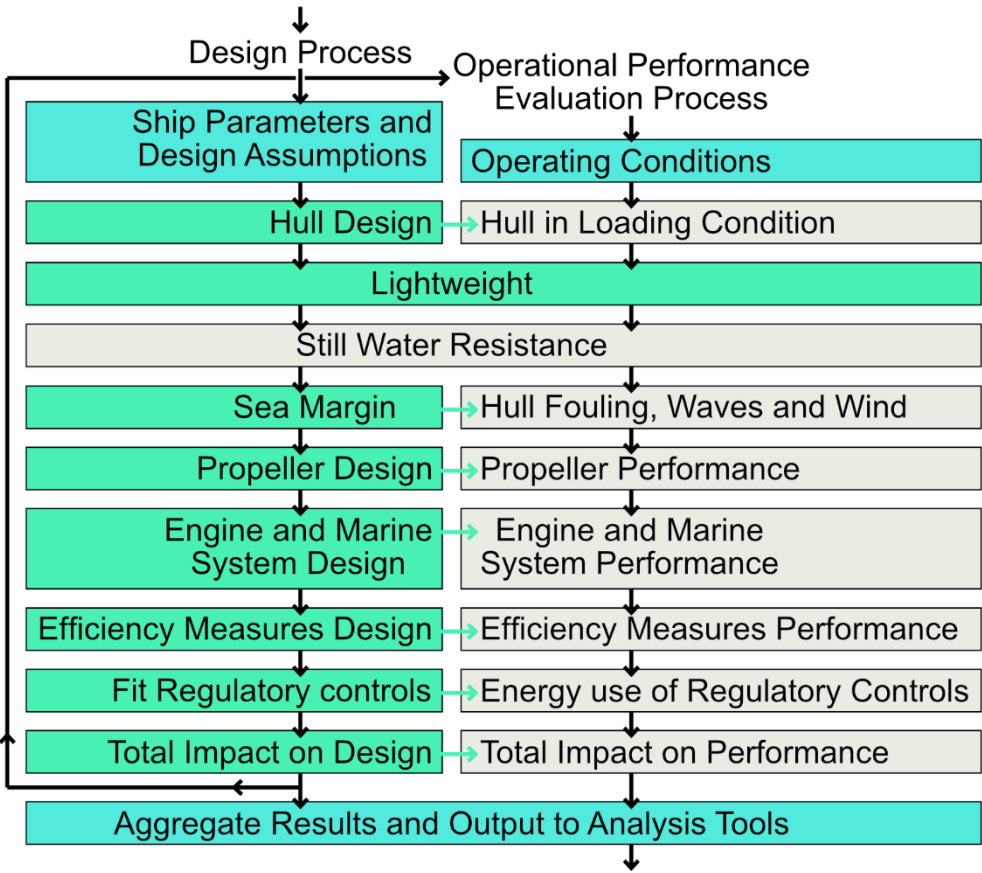 Design Process
Operational Performance
Evaluation Process
Ship Parameters and
Design Assumptions
Operating Conditions
Hull Design
Hull in Loading Condition
Lightweight
Still Water Resistance
Sea Margin
Hull Fouling, Waves and Wind
Propeller Design
Propeller Performance
Engine and Marine
System Design
Engine and Marine
System Performance
Efficiency Measures Design
Efficiency Measures Performance
Fit Regulatory controls
Energy use of Regulatory Controls
Total Impact on Design
Total Impact on Performance
Aggregate Results and Output to Analysis Tools